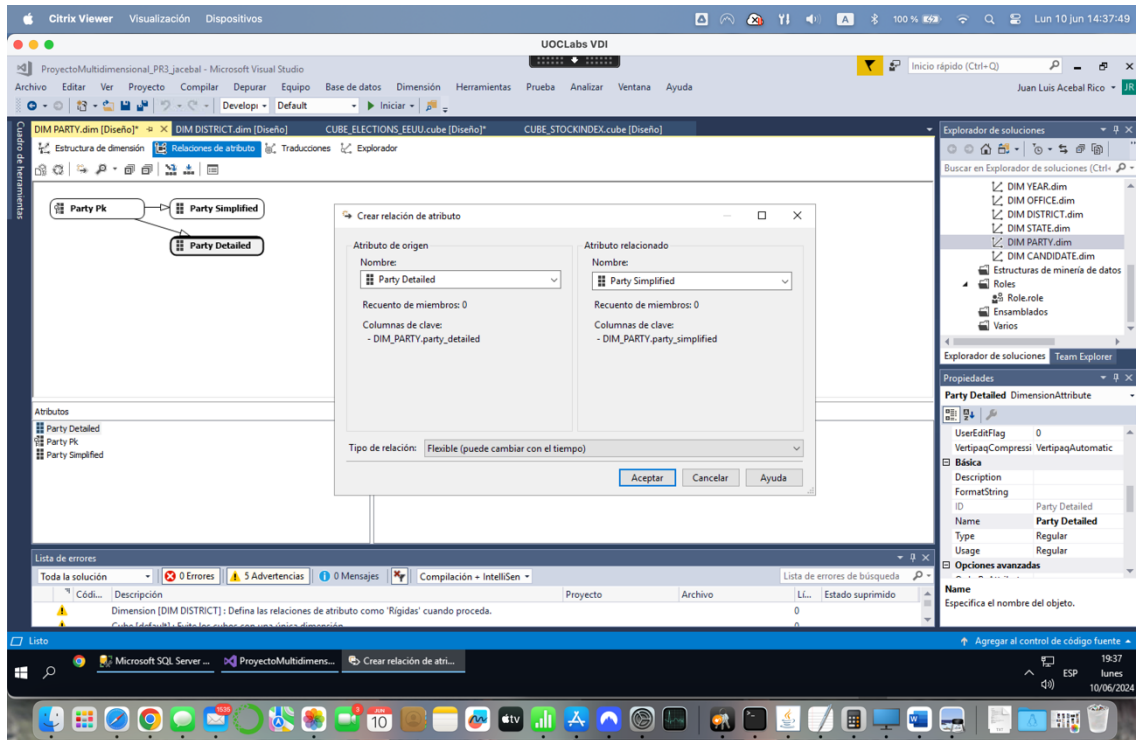 Citrix Viewer Visualización Dispositivos A 100 % Lun 10 jun 14:37:49
UOCLabs VDI
ProyectoMultidimensional_PR3_jacebal - Microsoft Visual Studio Inicio rápido (Ctrl+Q)
Archivo Editar Ver Proyecto Compilar Depurar Equipo Base de datos Dimensión Herramientas Prueba Analizar Ventana Ayuda Juan Luis Acebal Rico JR
Developi Default Iniciar
Cuadro de herramientas
DIM PARTY.dim [Diseño]* DIM DISTRICT.dim [Diseño] CUBE_ELECTIONS_EEUU.cube [Diseño]* CUBE_STOCKINDEX.cube [Diseño]
Estructura de dimensión Relaciones de atributo Traducciones Explorador
Party Pk Party Simplified
Party Detailed
Atributos
Party Detailed
Party Pk
Party Simplified
Crear relación de atributo
Atributo de origen Atributo relacionado
Nombre: Nombre:
Party Detailed Party Simplified
Recuento de miembros: 0 Recuento de miembros: 0
Columnas de clave: Columnas de clave:
- DIM_PARTY.party_detailed - DIM_PARTY.party_simplified
Tipo de relación: Flexible (puede cambiar con el tiempo)
Aceptar Cancelar Ayuda
Explorador de soluciones
Buscar en Explorador de soluciones (Ctrl+
DIM YEAR.dim
DIM OFFICE.dim
DIM DISTRICT.dim
DIM STATE.dim
DIM PARTY.dim
DIM CANDIDATE.dim
Estructuras de minería de datos
Roles
Role.role
Ensamblados
Varios
Explorador de soluciones Team Explorer
Propiedades
Party Detailed DimensionAttribute
UserEditFlag 0
VertipaqCompressi VertipaqAutomatic
Básica
Description
FormatString
ID Party Detailed
Name Party Detailed
Type Regular
Usage Regular
Opciones avanzadas
Name
Especifica el nombre del objeto.
Lista de errores
Toda la solución 0 Errores 5 Advertencias 0 Mensajes Compilación + IntelliSen Lista de errores de búsqueda
Códi... Descripción Proyecto Archivo Lí... Estado suprimido
Dimension [DIM DISTRICT] : Defina las relaciones de atributo como 'Rígidas' cuando proceda. 0
Listo Agregar al control de código fuente
Microsoft SQL Server ... ProyectoMultidimens... Crear relación de atri... ESP 19:37
lunes
10/06/2024
JUN
10
tv